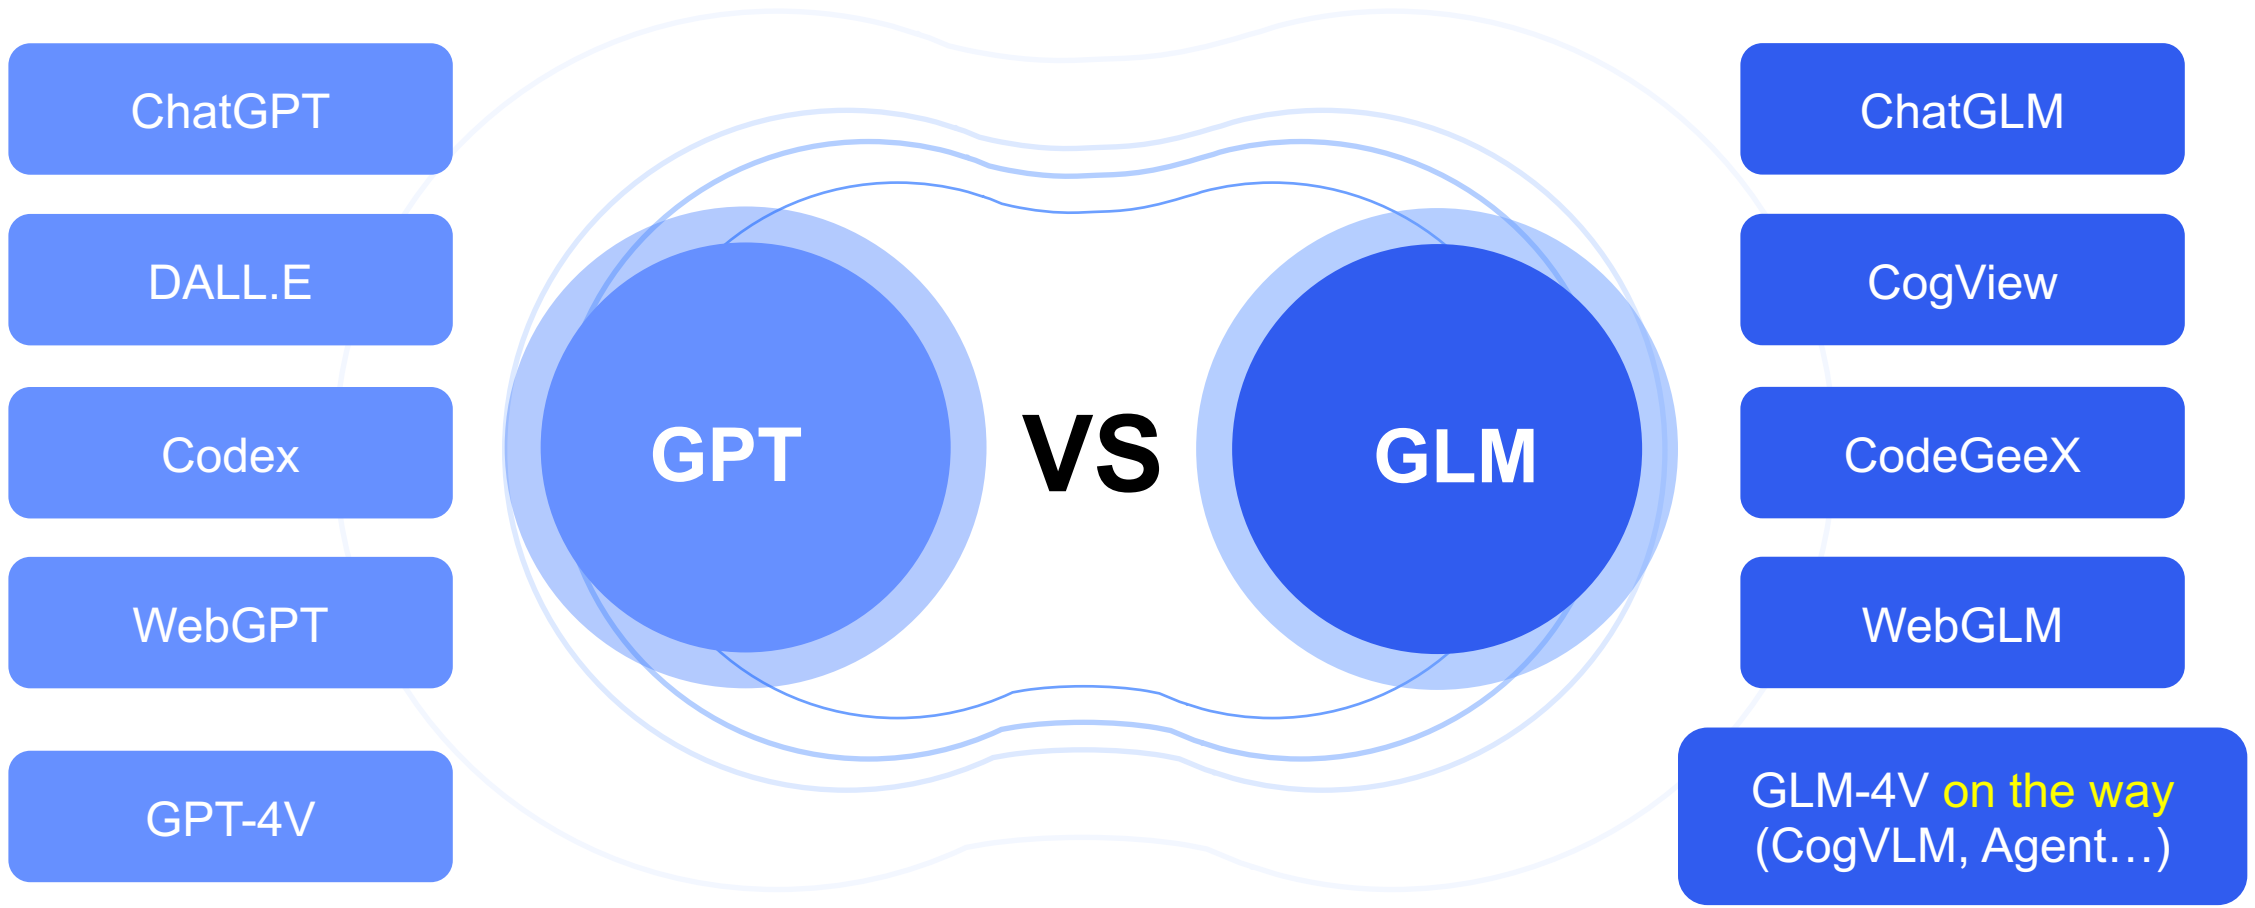 ChatGPT
DALL.E
Codex
WebGPT
GPT-4V
GPT
VS
GLM
ChatGLM
CogView
CodeGeeX
WebGLM
GLM-4V on the way
(CogVLM, Agent…)